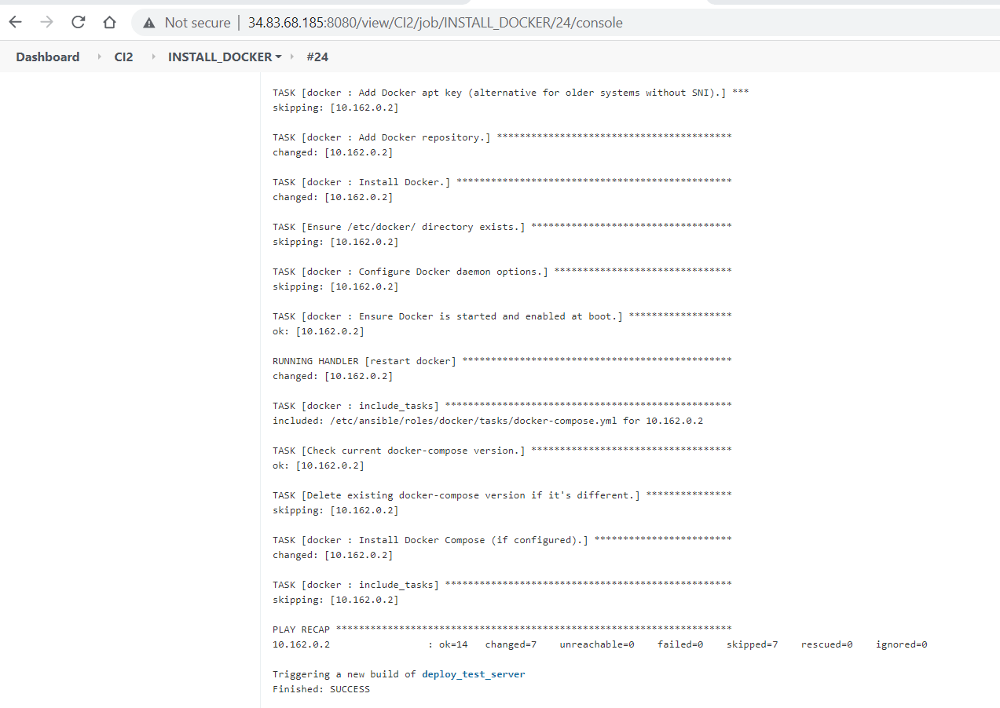 Not secure | 34.83.68.185:8080/view/CI2/job/INSTALL_DOCKER/24/console
Dashboard CI2 INSTALL_DOCKER #24
TASK [docker : Add Docker apt key (alternative for older systems without SNI).] ***
skipping: [10.162.0.2]
TASK [docker : Add Docker repository.] *****************************************
changed: [10.162.0.2]
TASK [docker : Install Docker.] ************************************************
changed: [10.162.0.2]
TASK [Ensure /etc/docker/ directory exists.] ***********************************
skipping: [10.162.0.2]
TASK [docker : Configure Docker daemon options.] *******************************
skipping: [10.162.0.2]
TASK [docker : Ensure Docker is started and enabled at boot.] ******************
ok: [10.162.0.2]
RUNNING HANDLER [restart docker] ***********************************************
changed: [10.162.0.2]
TASK [docker : include_tasks] **************************************************
included: /etc/ansible/roles/docker/tasks/docker-compose.yml for 10.162.0.2
TASK [Check current docker-compose version.] ***********************************
ok: [10.162.0.2]
TASK [Delete existing docker-compose version if it's different.] ***************
skipping: [10.162.0.2]
TASK [docker : Install Docker Compose (if configured).] ************************
changed: [10.162.0.2]
TASK [docker : include_tasks] **************************************************
skipping: [10.162.0.2]
PLAY RECAP *********************************************************************
10.162.0.2                 : ok=14   changed=7    unreachable=0    failed=0    skipped=7    rescued=0    ignored=0
Triggering a new build of deploy_test_server
Finished: SUCCESS